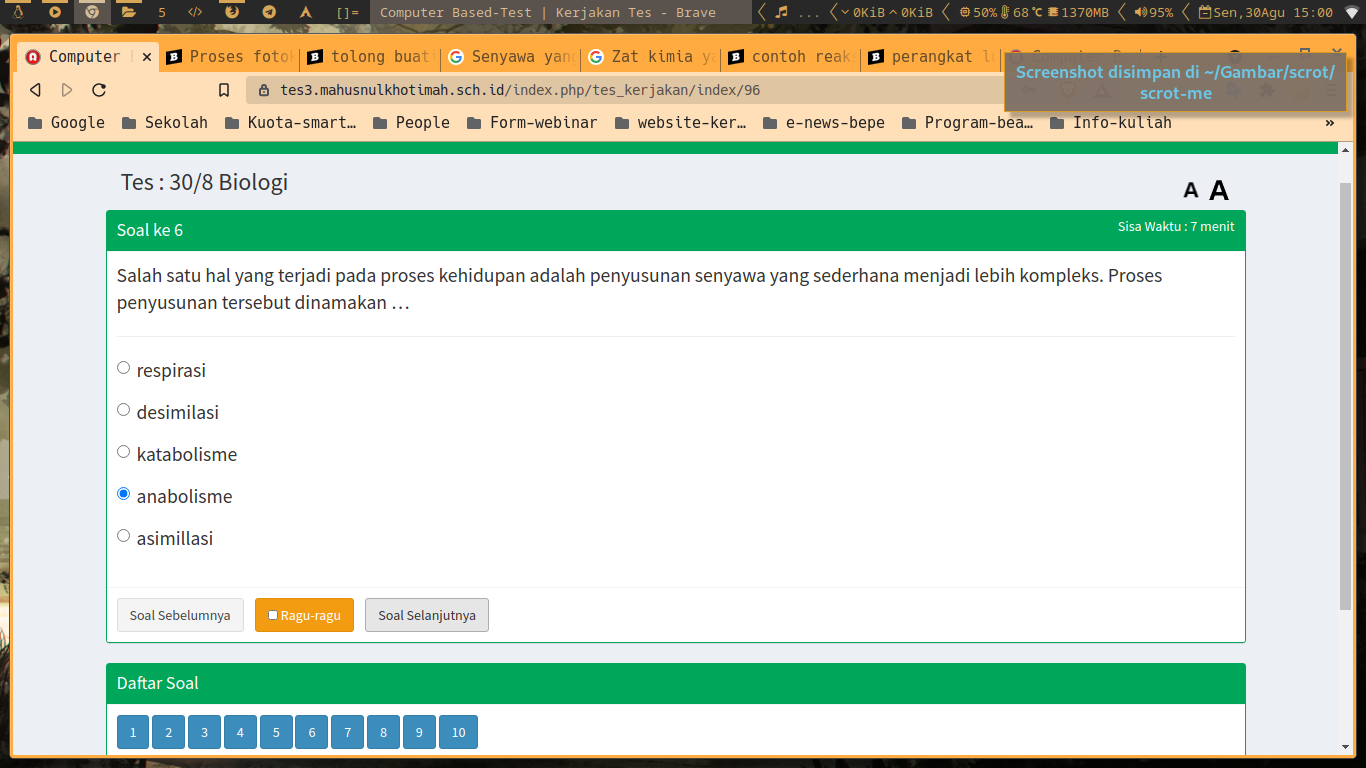 5 </> []= Computer Based-Test | Kerjakan Tes - Brave ... 0KiB 0KiB 50% 68 °C 1370MB 95% Sen,30Agu 15:00
Computer Proses foto tolong buat Senyawa yan Zat kimia contoh reaks perangkat
Screenshot disimpan di ~/Gambar/scrot/
scrot-me
tes3.mahusnulkhotimah.sch.id/index.php/tes_kerjakan/index/96
Google Sekolah Kuota-smart… People Form-webinar website-ker… e-news-bepe Program-bea… Info-kuliah »
Tes : 30/8 Biologi
A A
Soal ke 6
Sisa Waktu : 7 menit
Salah satu hal yang terjadi pada proses kehidupan adalah penyusunan senyawa yang sederhana menjadi lebih kompleks. Proses
penyusunan tersebut dinamakan …
respirasi
desimilasi
katabolisme
anabolisme
asimillasi
Soal Sebelumnya Ragu-ragu Soal Selanjutnya
Daftar Soal
1 2 3 4 5 6 7 8 9 10